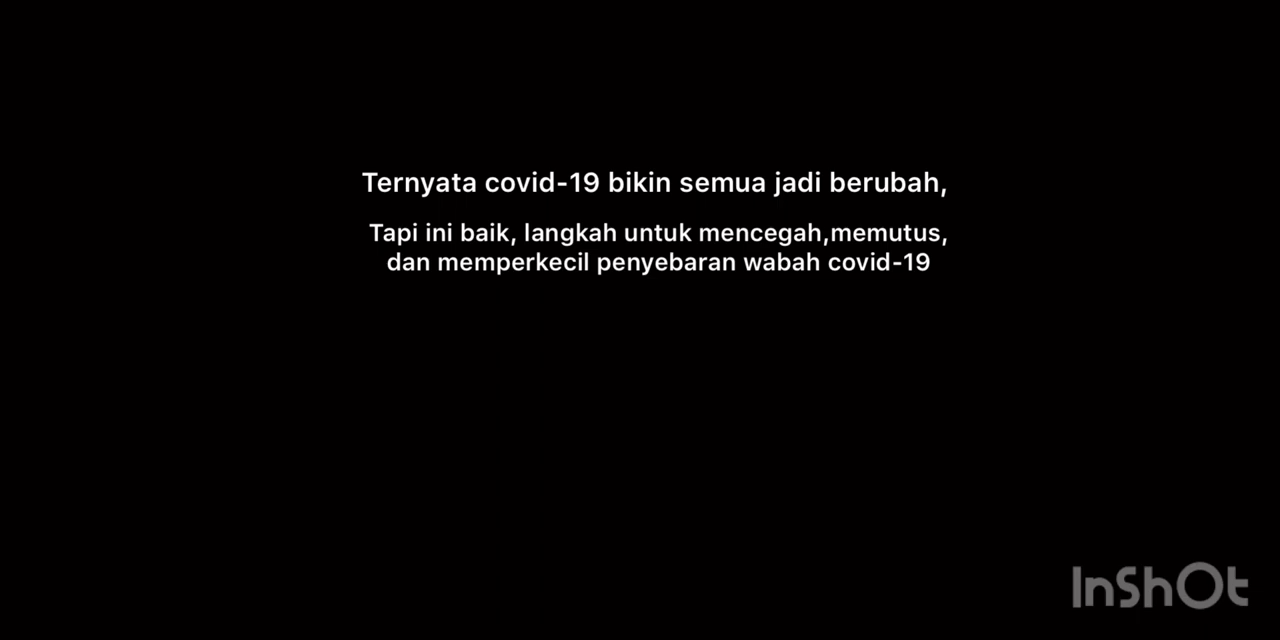 Ternyata covid-19 bikin semua jadi berubah,
Tapi ini baik, langkah untuk mencegah,memutus,
dan memperkecil penyebaran wabah covid-19
InShOt